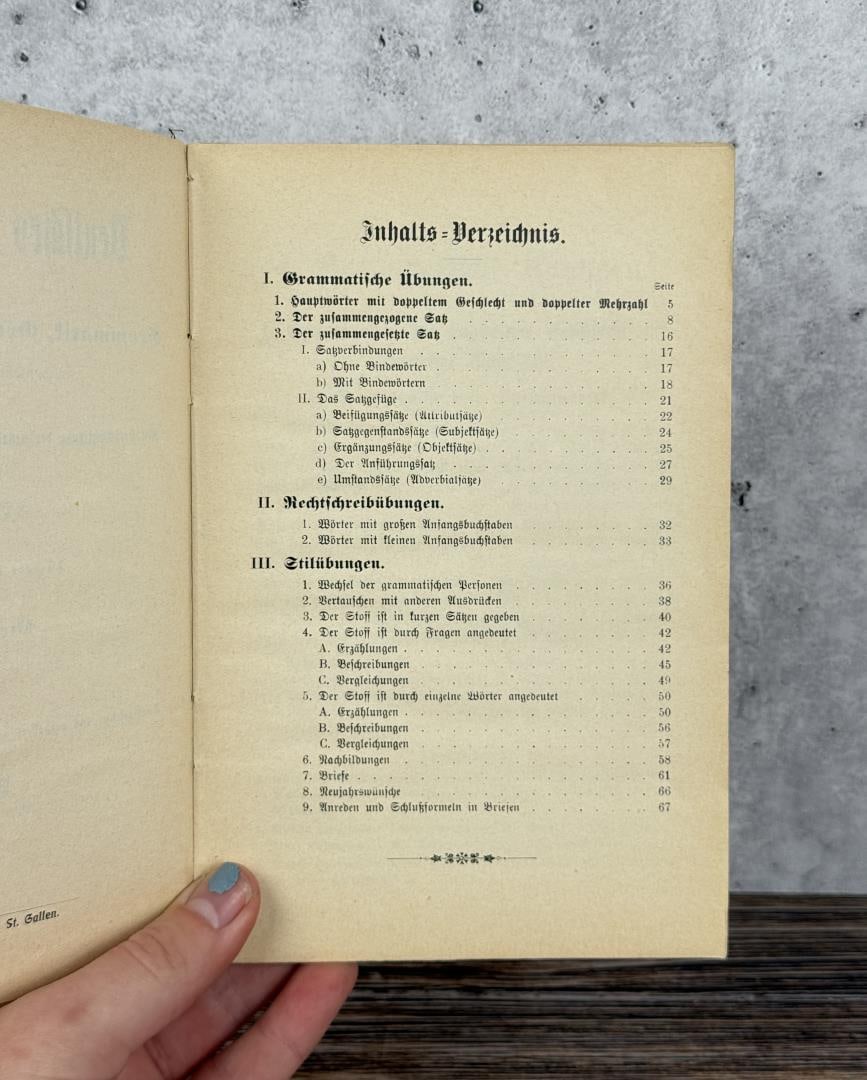 St. Gallen.
Inhalts=Verzeichnis.
I. Grammatische Übungen.
Seite
1. Hauptwörter mit doppeltem Geschlecht und doppelter Mehrzahl 5
2. Der zusammengezogene Satz . . . . . . . . 8
3. Der zusammengesetzte Satz . . . . . . . . 16
I. Satzverbindungen . . . . . . . . . 17
a) Ohne Bindewörter . . . . . . . . 17
b) Mit Bindewörtern . . . . . . . . 18
II. Das Satzgefüge . . . . . . . . . 21
a) Beifügungssätze (Attributsätze) . . . . . . 22
b) Satzgegenstandssätze (Subjektsätze) . . . . . 24
c) Ergänzungssätze (Objektsätze) . . . . . . 25
d) Der Anführungssatz . . . . . . . . 27
e) Umstandssätze (Adverbialsätze) . . . . . . 29
II. Rechtschreibübungen.
1. Wörter mit großen Anfangsbuchstaben . . . . . 32
2. Wörter mit kleinen Anfangsbuchstaben . . . . . 33
III. Stilübungen.
1. Wechsel der grammatischen Personen . . . . . 36
2. Vertauschen mit anderen Ausdrücken . . . . . 38
3. Der Stoff ist in kurzen Sätzen gegeben . . . . . 40
4. Der Stoff ist durch Fragen angedeutet . . . . . 42
A. Erzählungen . . . . . . . . . 42
B. Beschreibungen . . . . . . . . 45
C. Vergleichungen . . . . . . . . 49
5. Der Stoff ist durch einzelne Wörter angedeutet . . . 50
A. Erzählungen . . . . . . . . . 50
B. Beschreibungen . . . . . . . . 56
C. Vergleichungen . . . . . . . . 57
6. Nachbildungen . . . . . . . . . 58
7. Briefe . . . . . . . . . . . 61
8. Neujahrswünsche . . . . . . . . . 66
9. Anreden und Schlußformeln in Briefen . . . . . 67